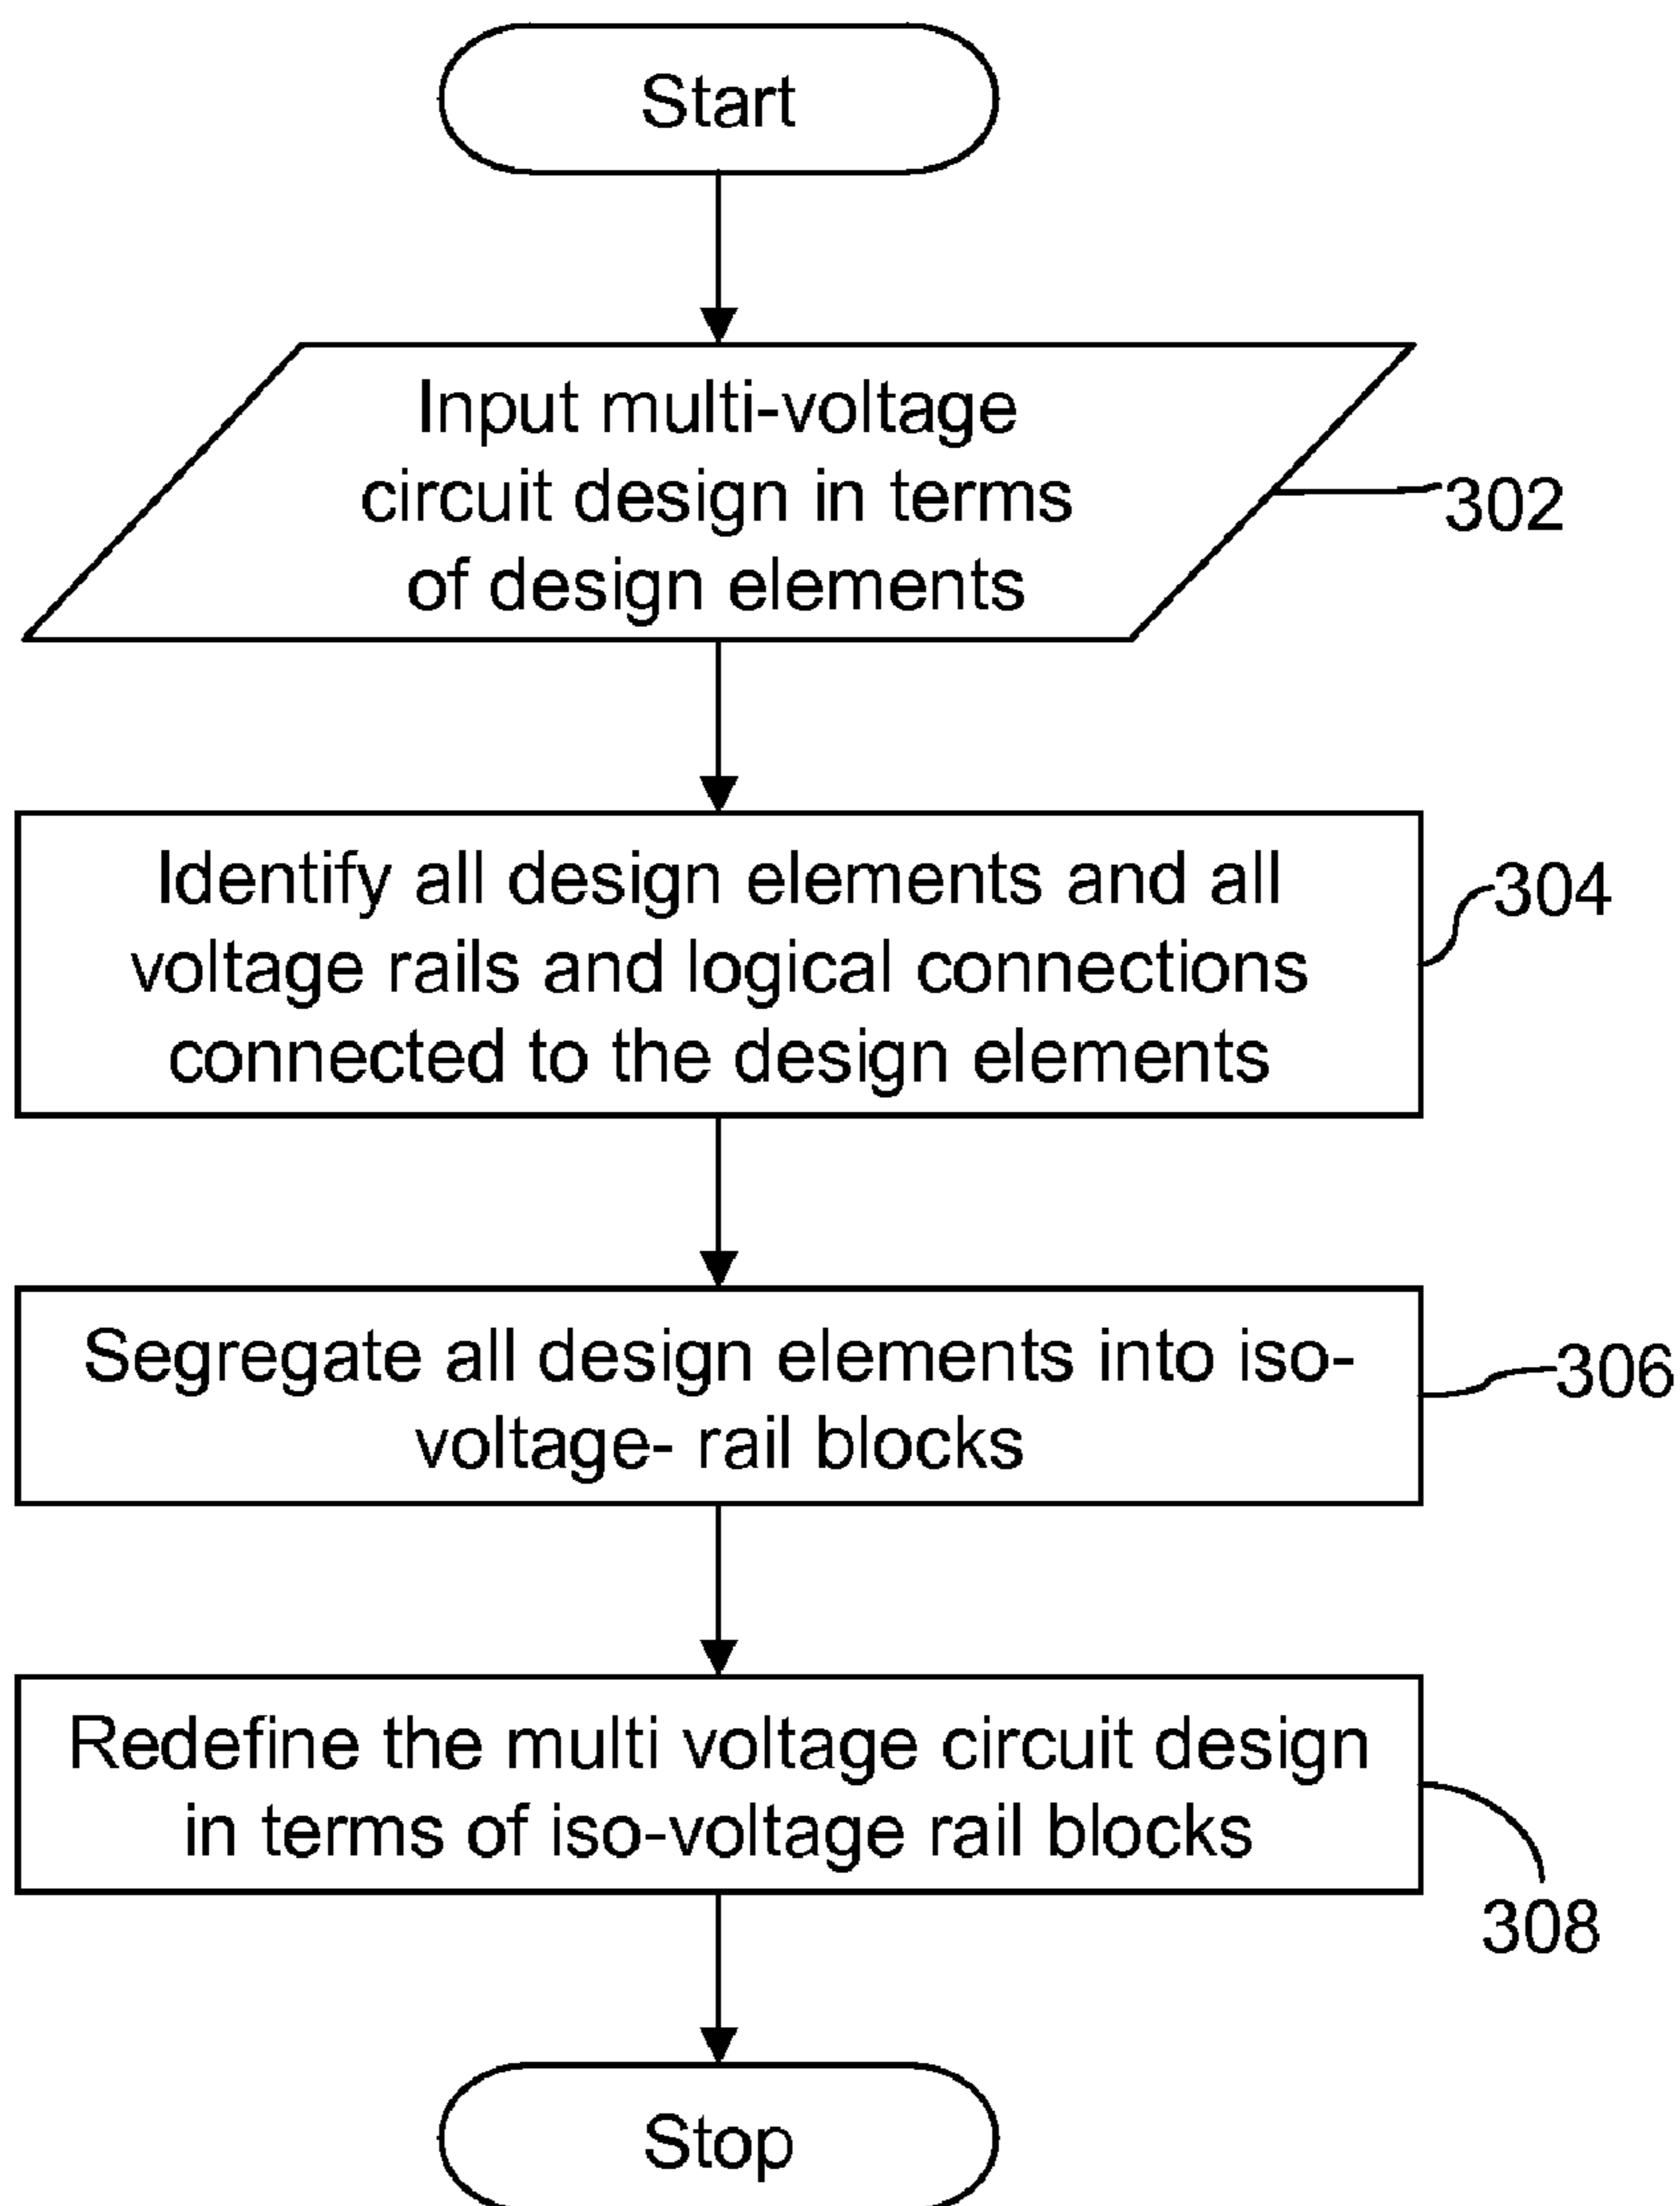 Start
Input multi-voltage
circuit design in terms
of design elements
302
Identify all design elements and all
voltage rails and logical connections
connected to the design elements
304
Segregate all design elements into iso-
voltage- rail blocks
306
Redefine the multi voltage circuit design
in terms of iso-voltage rail blocks
308
Stop